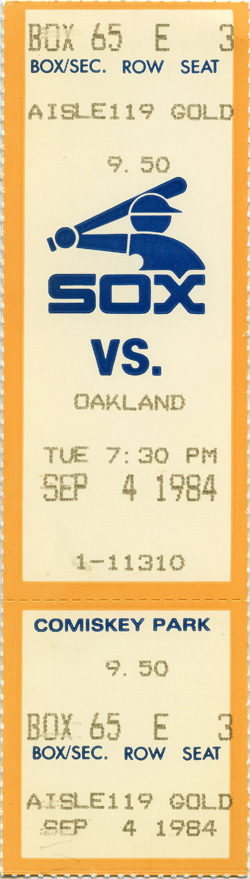 BOX 65 E 3
BOX/SEC. ROW SEAT
AISLE119 GOLD
9.50
SOX
VS.
OAKLAND
TUE 7:30 PM
SEP 4 1984
1-11310
COMISKEY PARK
9.50
BOX 65 E 3
BOX/SEC. ROW SEAT
AISLE119 GOLD
SEP 4 1984